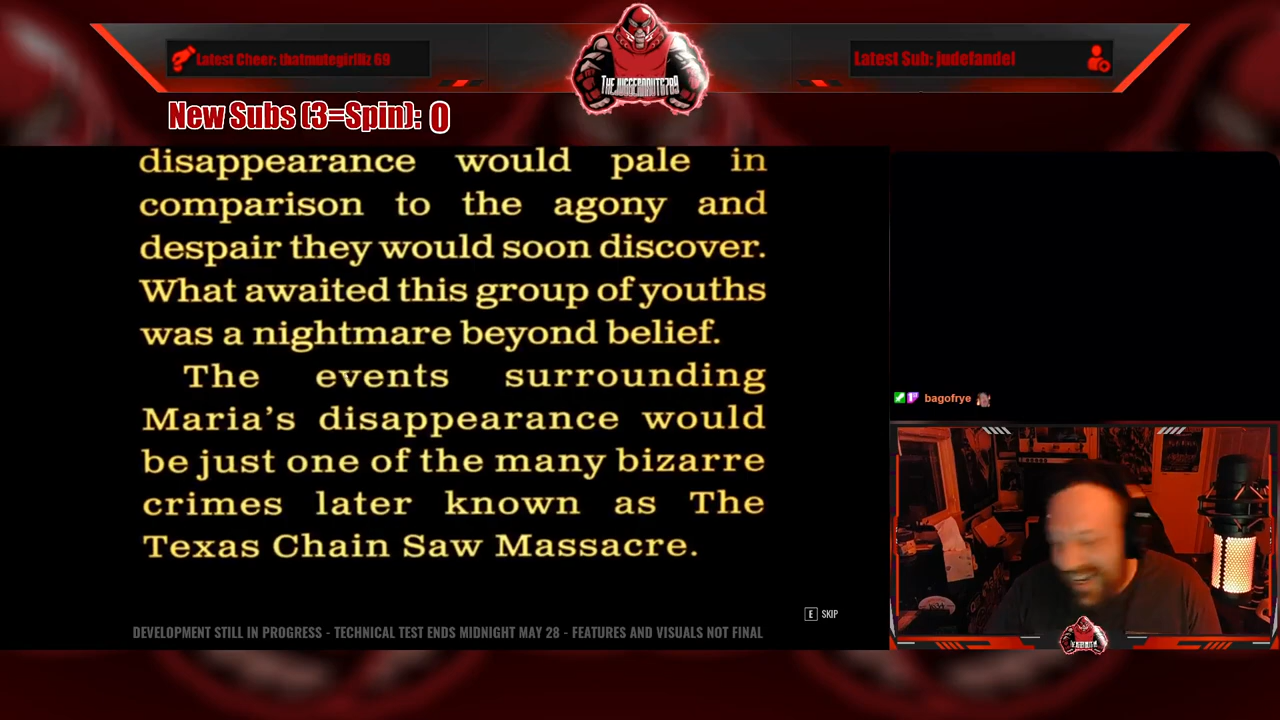 Latest Cheer: thatmutegirlliz 69
THEJUGGERNAUT6789
Latest Sub: judefandel
New Subs (3=Spin): 0
disappearance would pale in
comparison to the agony and
despair they would soon discover.
What awaited this group of youths
was a nightmare beyond belief.
The events surrounding
Maria's disappearance would
be just one of the many bizarre
crimes later known as The
Texas Chain Saw Massacre.
bagofrye
E SKIP
DEVELOPMENT STILL IN PROGRESS - TECHNICAL TEST ENDS MIDNIGHT MAY 28 - FEATURES AND VISUALS NOT FINAL